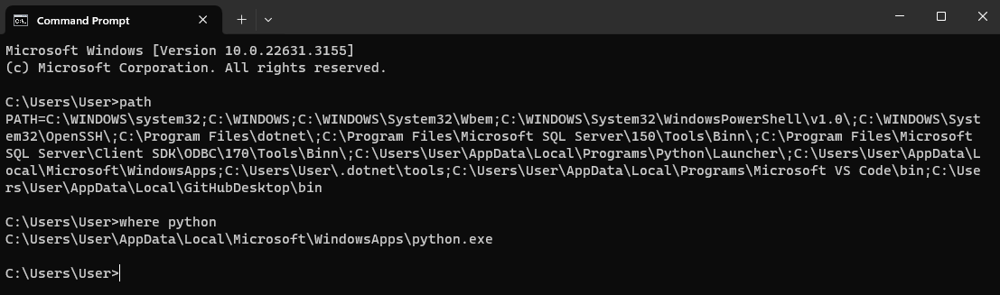 Command Prompt
Microsoft Windows [Version 10.0.22631.3155]
(c) Microsoft Corporation. All rights reserved.
C:\Users\User>path
PATH=C:\WINDOWS\system32;C:\WINDOWS;C:\WINDOWS\System32\Wbem;C:\WINDOWS\System32\WindowsPowerShell\v1.0\;C:\WINDOWS\Syst
em32\OpenSSH\;C:\Program Files\dotnet\;C:\Program Files\Microsoft SQL Server\150\Tools\Binn\;C:\Program Files\Microsoft
SQL Server\Client SDK\ODBC\170\Tools\Binn\;C:\Users\User\AppData\Local\Programs\Python\Launcher\;C:\Users\User\AppData\L
ocal\Microsoft\WindowsApps;C:\Users\User\.dotnet\tools;C:\Users\User\AppData\Local\Programs\Microsoft VS Code\bin;C:\Use
rs\User\AppData\Local\GitHubDesktop\bin
C:\Users\User>where python
C:\Users\User\AppData\Local\Microsoft\WindowsApps\python.exe
C:\Users\User>